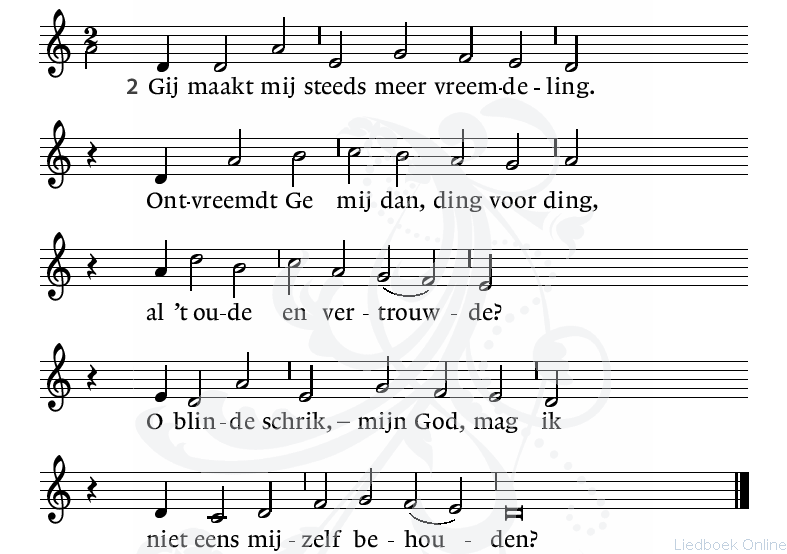 2
2 Gij maakt mij steeds meer vreem-de - ling.
Ont-vreemdt Ge mij dan, ding voor ding,
al 't ou-de en ver - trouw - de?
O blin-de schrik, – mijn God, mag ik
niet eens mij - zelf be - hou - den?
Liedboek Online